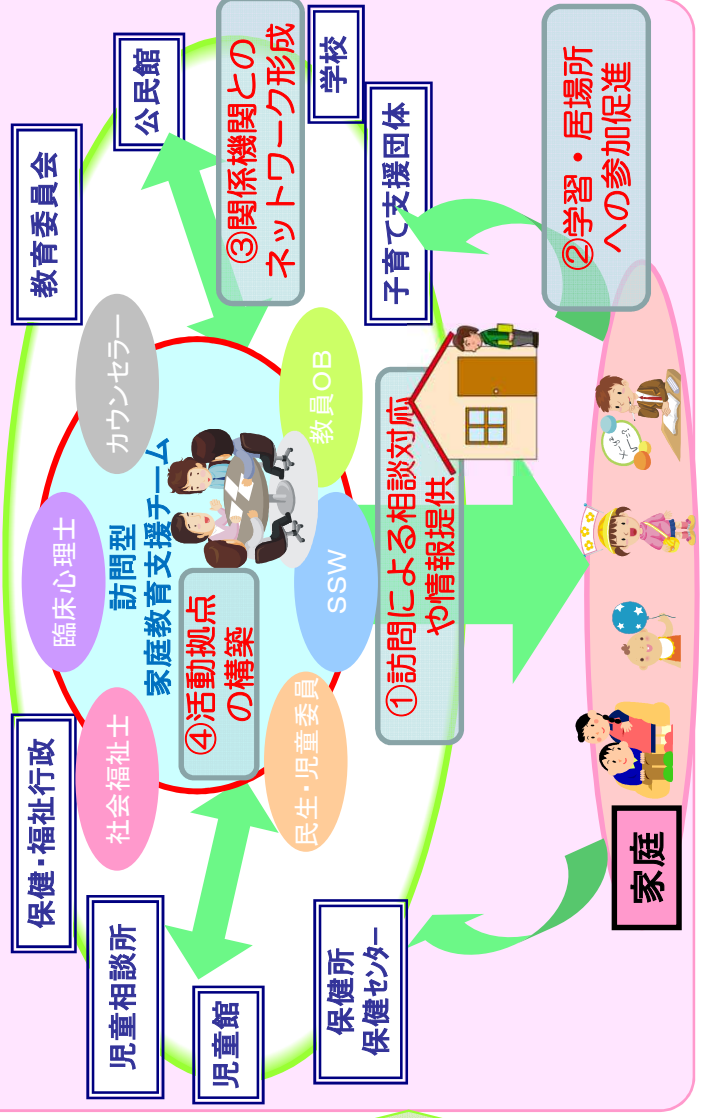 保健・福祉行政
教育委員会
児童相談所
公民館
児童館
学校
保健所
保健センター
子育て支援団体
社会福祉士
臨床心理士
カウンセラー
訪問型
家庭教育支援チーム
民生・児童委員
SSW
教員OB
④活動拠点
の構築
③関係機関との
ネットワーク形成
①訪問による相談対応
や情報提供
②学習・居場所
への参加促進
家庭